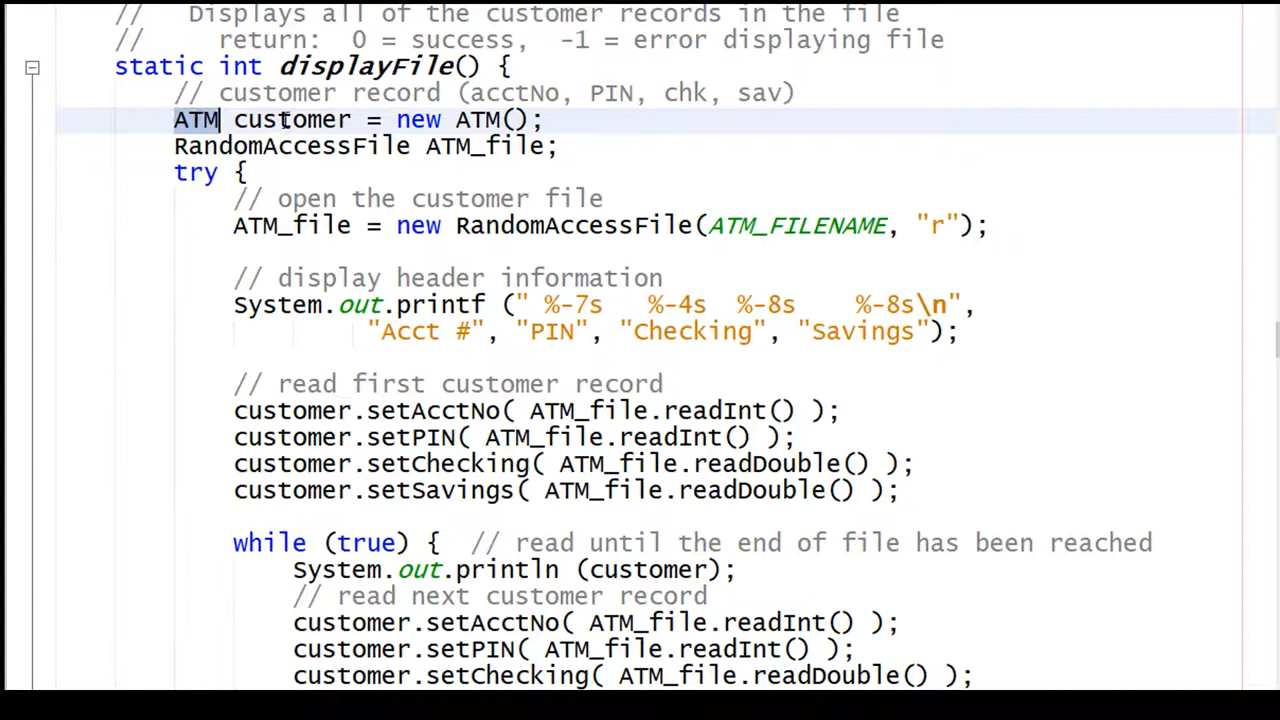 //   Displays all of the customer records in the file
//     return:  0 = success,  -1 = error displaying file
static int displayFile() {
// customer record (acctNo, PIN, chk, sav)
ATM customer = new ATM();
RandomAccessFile ATM_file;
try {
// open the customer file
ATM_file = new RandomAccessFile(ATM_FILENAME, "r");
// display header information
System.out.printf (" %-7s   %-4s  %-8s    %-8s\n",
"Acct #", "PIN", "Checking", "Savings");
// read first customer record
customer.setAcctNo( ATM_file.readInt() );
customer.setPIN( ATM_file.readInt() );
customer.setChecking( ATM_file.readDouble() );
customer.setSavings( ATM_file.readDouble() );
while (true) {  // read until the end of file has been reached
System.out.println (customer);
// read next customer record
customer.setAcctNo( ATM_file.readInt() );
customer.setPIN( ATM_file.readInt() );
customer.setChecking( ATM_file.readDouble() );